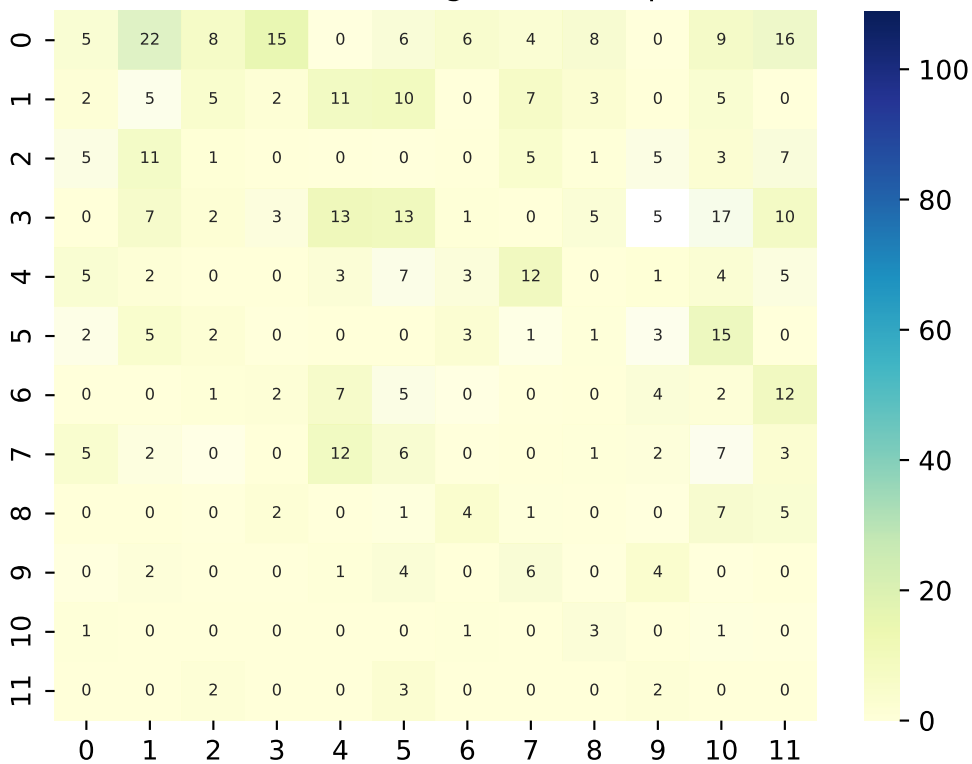 0 5 22 8 15 0 6 6 4 8 0 9 16
1 2 5 5 2 11 10 0 7 3 0 5 0
2 5 11 1 0 0 0 0 5 1 5 3 7
3 0 7 2 3 13 13 1 0 5 5 17 10
4 5 2 0 0 3 7 3 12 0 1 4 5
5 2 5 2 0 0 0 3 1 1 3 15 0
6 0 0 1 2 7 5 0 0 0 4 2 12
7 5 2 0 0 12 6 0 0 1 2 7 3
8 0 0 0 2 0 1 4 1 0 0 7 5
9 0 2 0 0 1 4 0 6 0 4 0 0
10 1 0 0 0 0 0 1 0 3 0 1 0
11 0 0 2 0 0 3 0 0 0 2 0 0
0 1 2 3 4 5 6 7 8 9 10 11
100
80
60
40
20
0